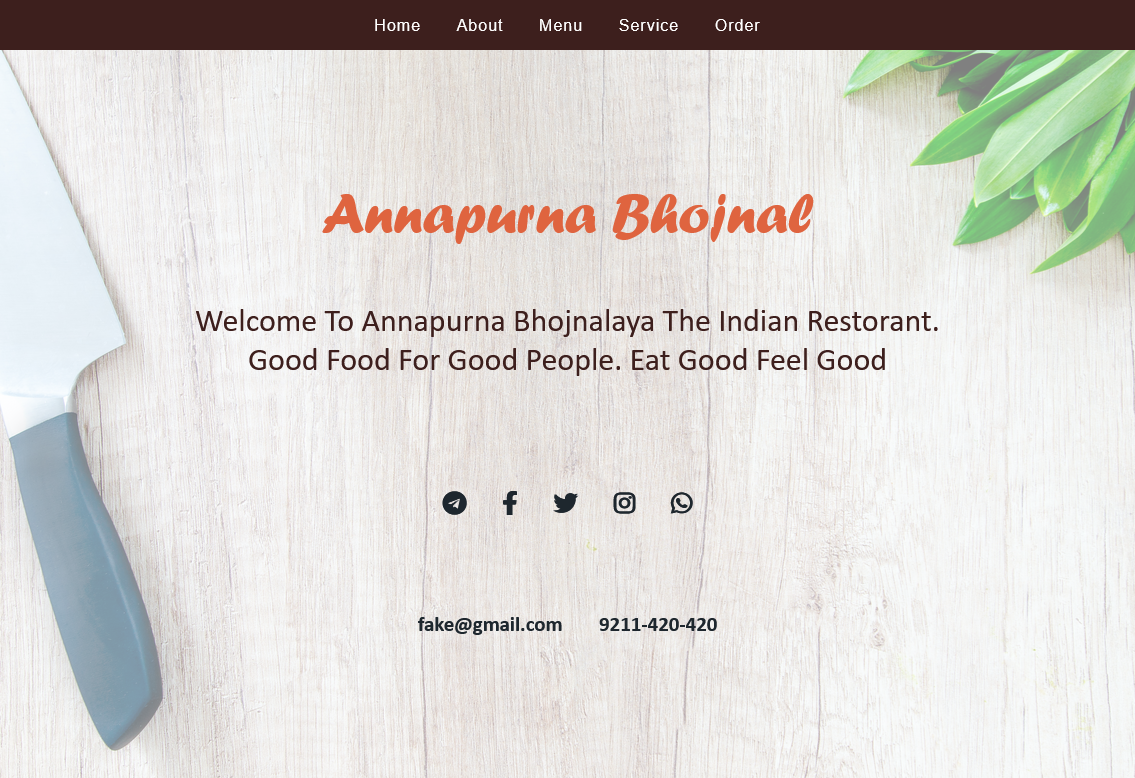 Home About Menu Service Order
Annapurna Bhojnal
Welcome To Annapurna Bhojnalaya The Indian Restorant.
Good Food For Good People. Eat Good Feel Good
fake@gmail.com 9211-420-420